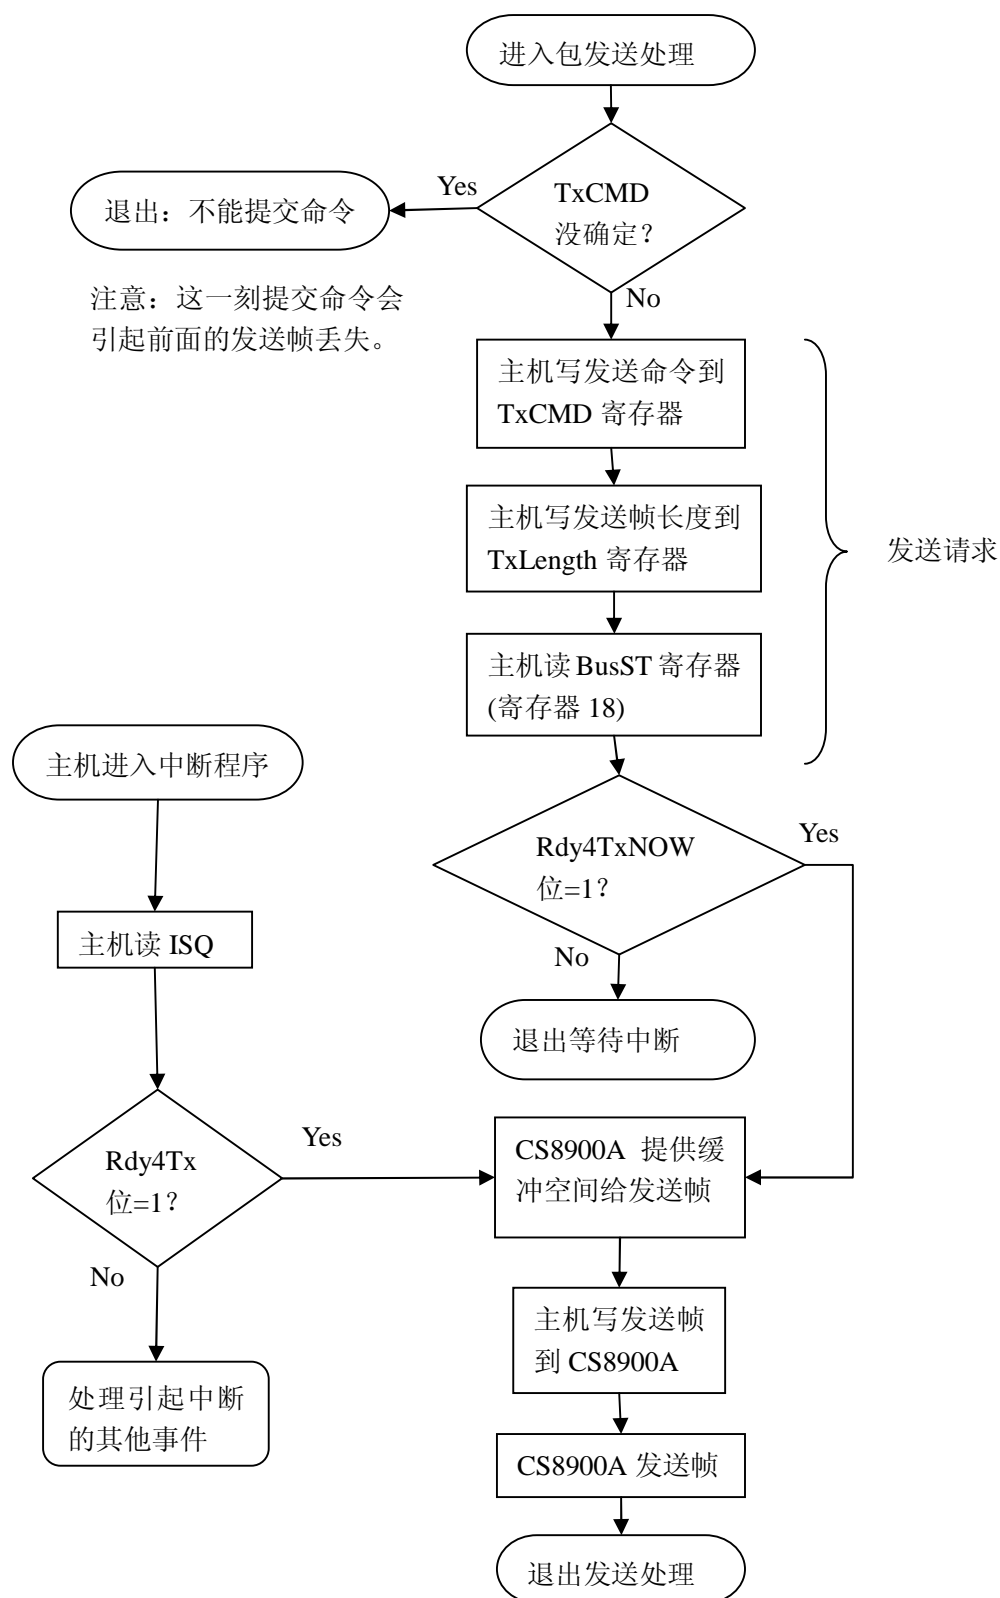 进入包发送处理
Yes
TxCMD
没确定？
退出：不能提交命令
No
注意：这一刻提交命令会
引起前面的发送帧丢失。
主机写发送命令到
TxCMD 寄存器
主机写发送帧长度到
TxLength 寄存器
发送请求
主机读 BusST 寄存器
(寄存器 18)
主机进入中断程序
Yes
Rdy4TxNOW
位=1？
主机读 ISQ
No
退出等待中断
Yes
Rdy4Tx
位=1？
CS8900A 提供缓
冲空间给发送帧
No
主机写发送帧
到 CS8900A
处理引起中断
的其他事件
CS8900A 发送帧
退出发送处理